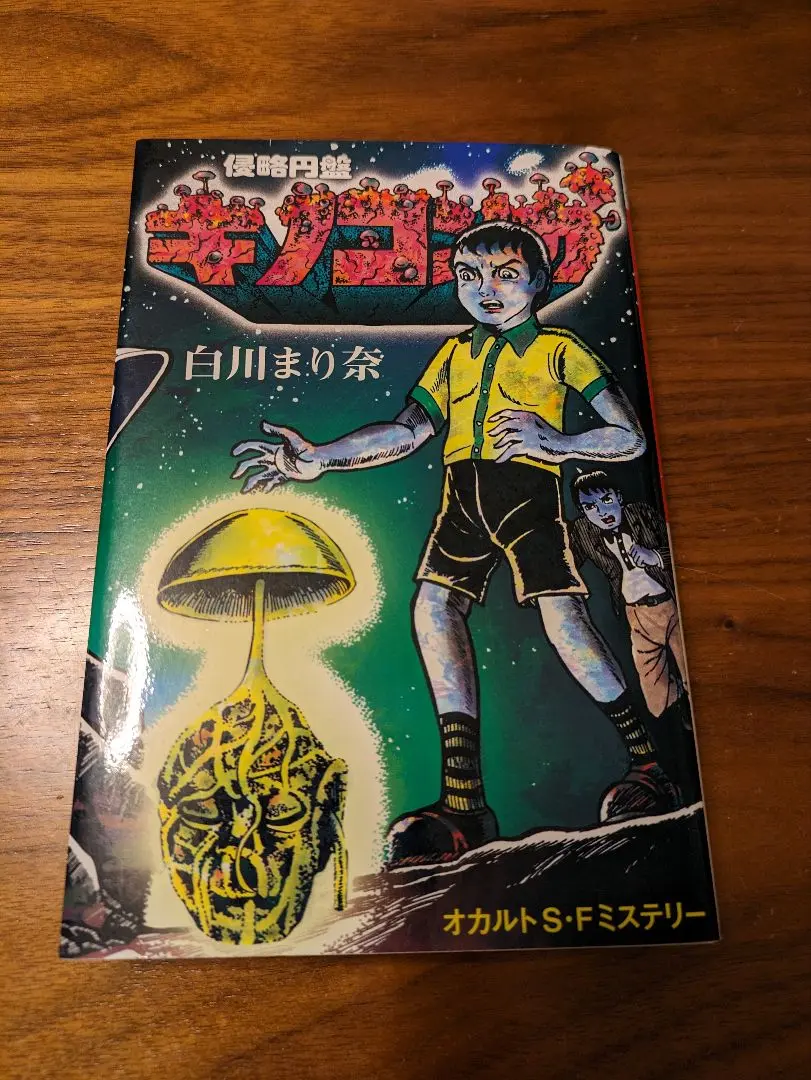 侵略円盤
キノコンガ
白川まり奈
オカルトS・Fミステリー